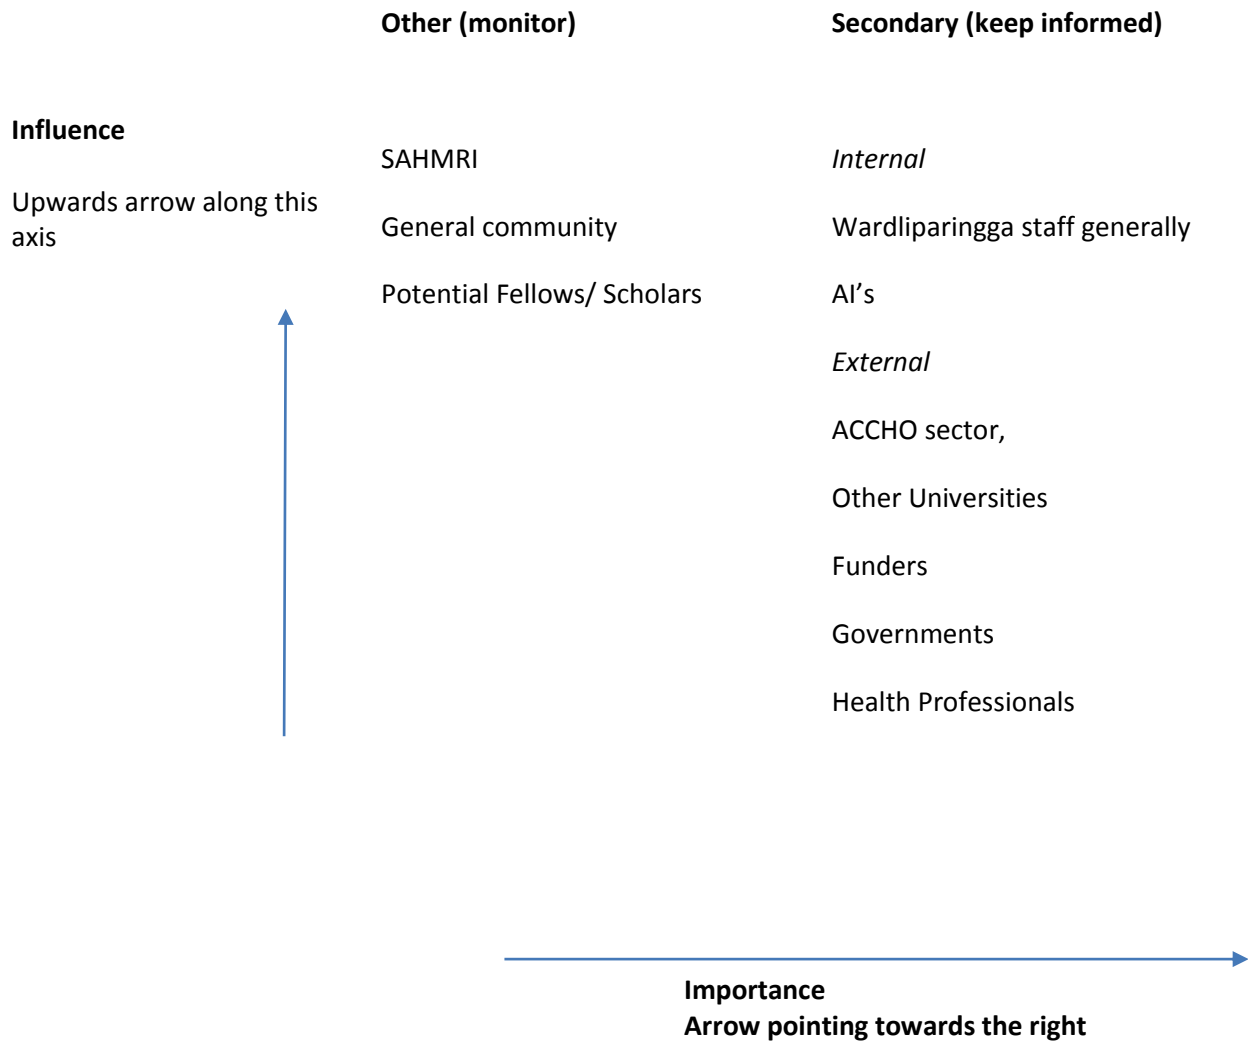 Other (monitor)
Secondary (keep informed)
Influence
Upwards arrow along this
axis
SAHMRI
General community
Potential Fellows/ Scholars
Internal
Wardliparingga staff generally
AI’s
External
ACCHO sector,
Other Universities
Funders
Governments
Health Professionals
Importance
Arrow pointing towards the right